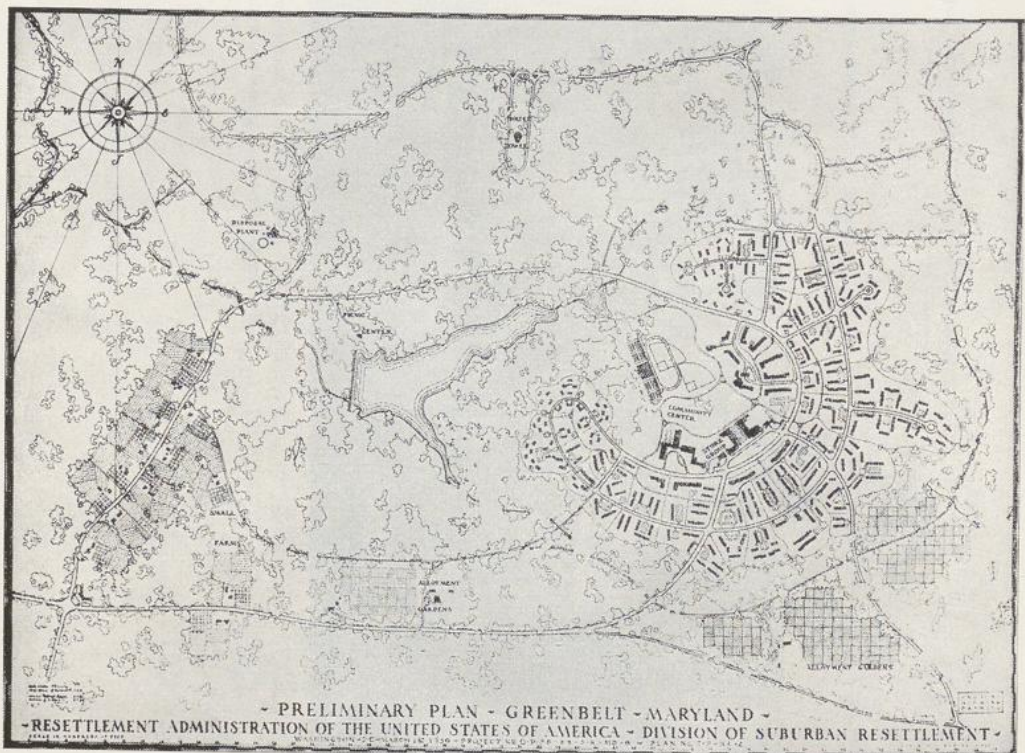 N
W
S
WATER
TOWER
DISPOSAL
PLANT
PICNIC
CENTER
COMMUNITY
CENTER
SMALL
FARMS
ALLOTMENT
GARDENS
ALLOTMENT GARDENS
- PRELIMINARY PLAN - GREENBELT - MARYLAND -
- RESETTLEMENT ADMINISTRATION OF THE UNITED STATES OF AMERICA - DIVISION OF SUBURBAN RESETTLEMENT -